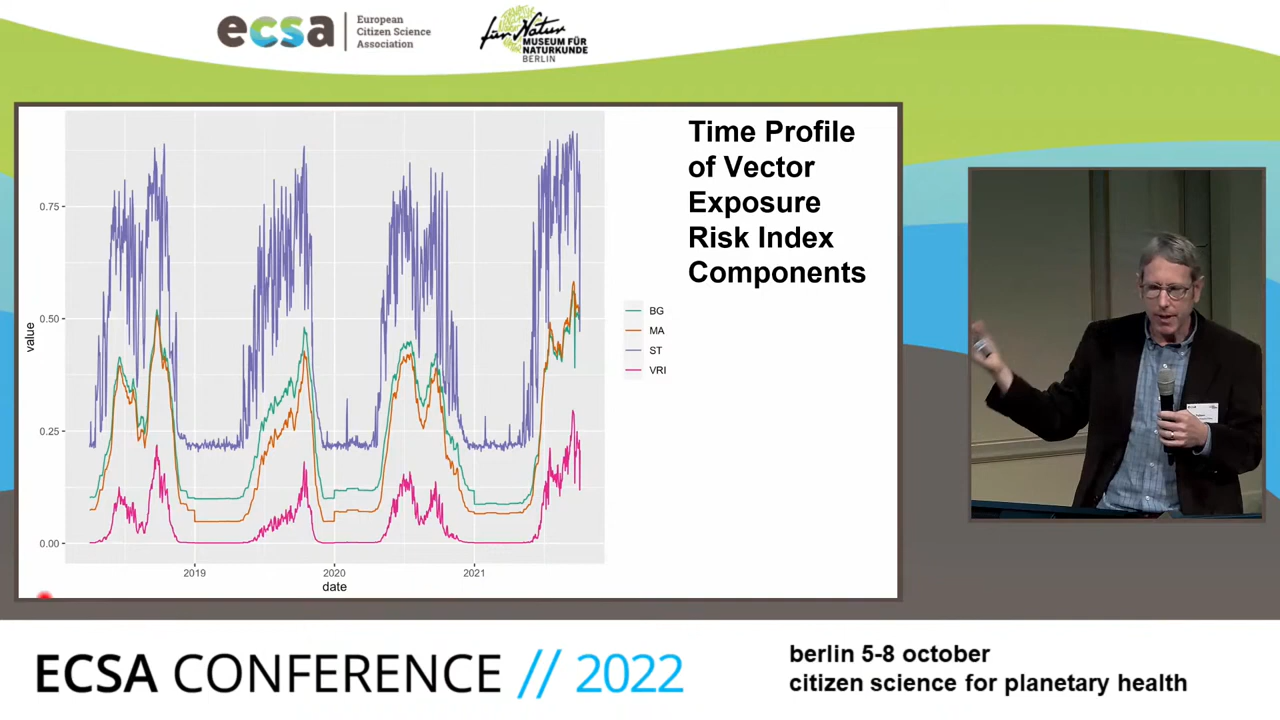 ecsa
European
Citizen Science
Association
für Natur
MUSEUM FÜR
NATURKUNDE
BERLIN
Time Profile
of Vector
Exposure
Risk Index
Components
0.75
0.50
0.25
0.00
value
2019
2020
2021
date
BG
MA
ST
VRI
ECSA CONFERENCE // 2022
berlin 5-8 october
citizen science for planetary health